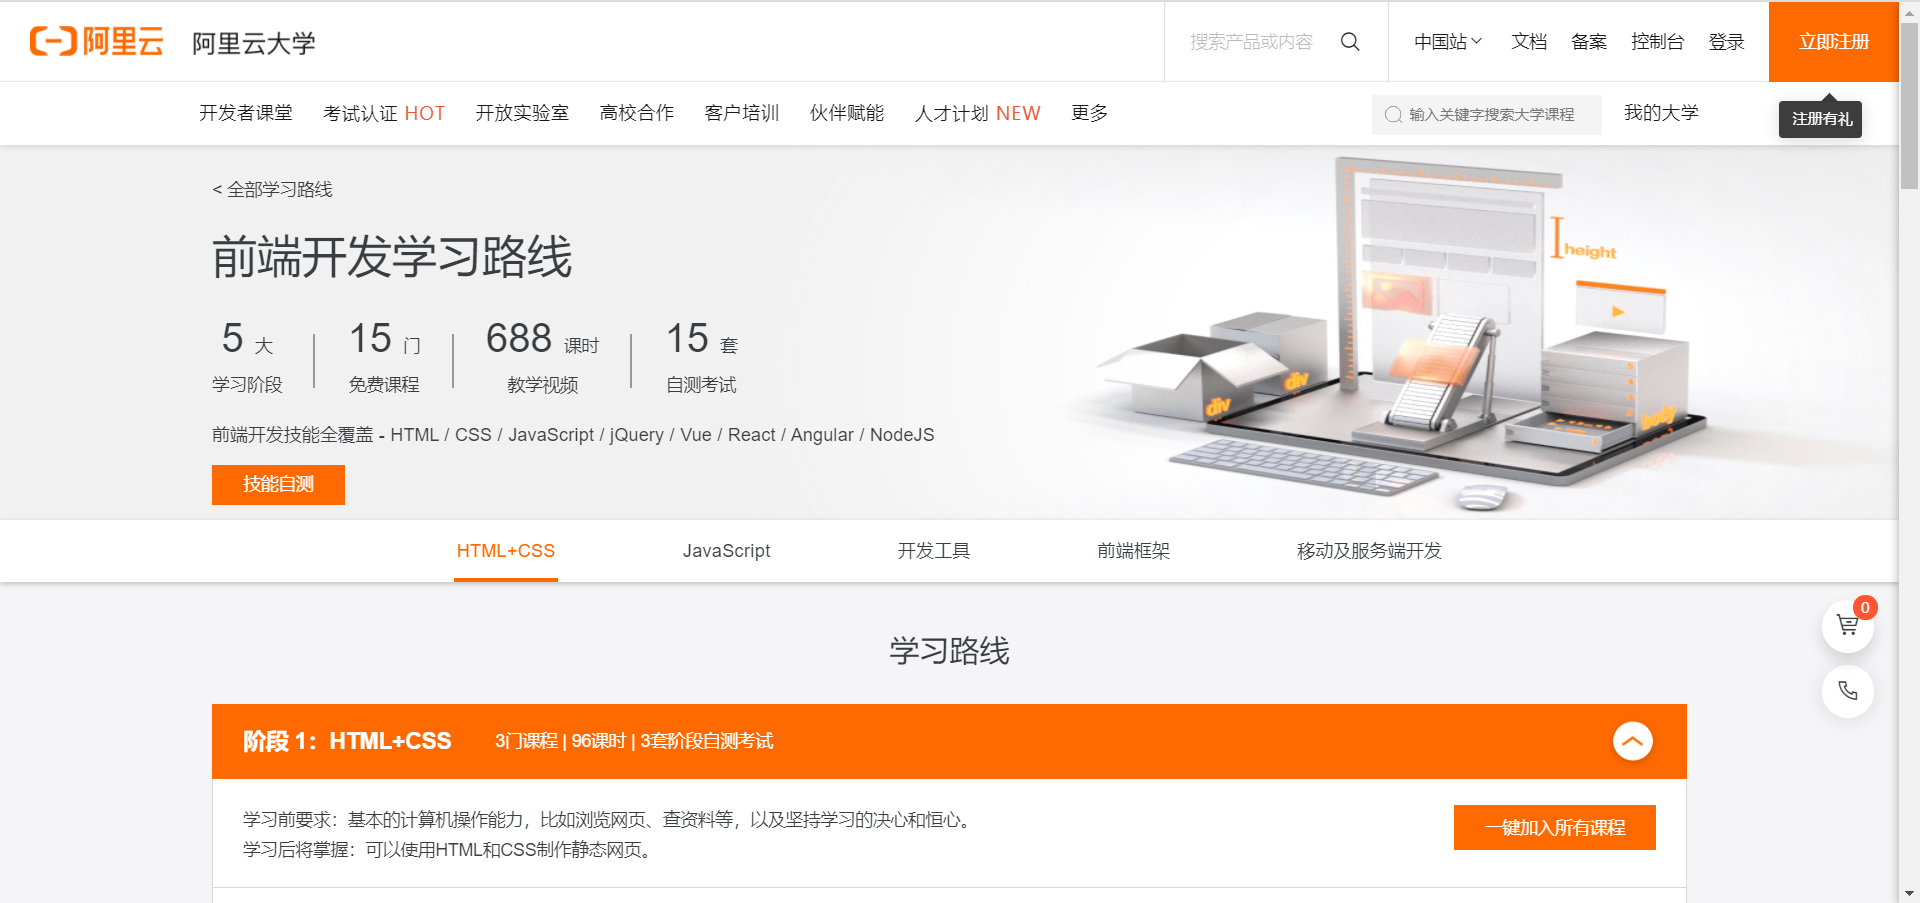 阿里云 阿里云大学 搜索产品或内容 中国站 文档 备案 控制台 登录 立即注册
开发者课堂 考试认证 HOT 开放实验室 高校合作 客户培训 伙伴赋能 人才计划 NEW 更多 输入关键字搜索大学课程 我的大学 注册有礼
< 全部学习路线
前端开发学习路线
5 大 15 门 688 课时 15 套
学习阶段 免费课程 教学视频 自测考试
前端开发技能全覆盖 - HTML / CSS / JavaScript / jQuery / Vue / React / Angular / NodeJS
技能自测
height
div
div
body
HTML+CSS JavaScript 开发工具 前端框架 移动及服务端开发
0
学习路线
阶段 1：HTML+CSS 3门课程 | 96课时 | 3套阶段自测考试
学习前要求：基本的计算机操作能力，比如浏览网页、查资料等，以及坚持学习的决心和恒心。
学习后将掌握：可以使用HTML和CSS制作静态网页。
一键加入所有课程